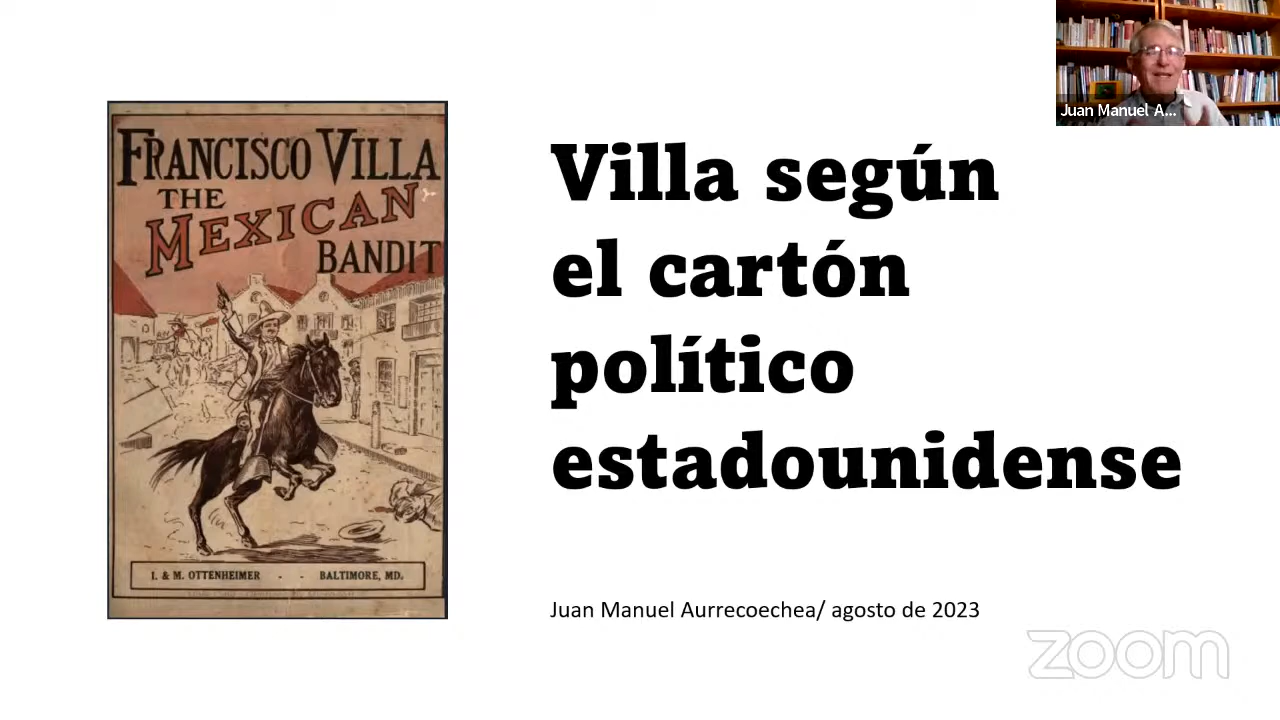 Juan Manuel A...
FRANCISCO VILLA
THE
MEXICAN
BANDIT
I. & M. OTTENHEIMER - - BALTIMORE, MD.
Villa según
el cartón
político
estadounidense
Juan Manuel Aurrecoechea/ agosto de 2023
zoom